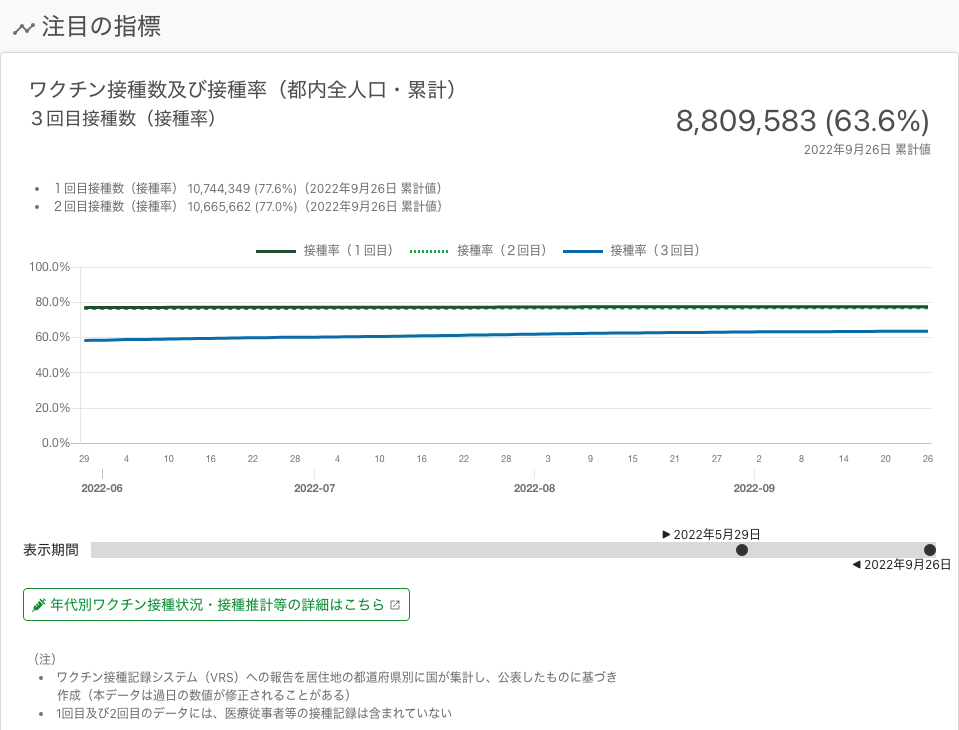 注目の指標
ワクチン接種数及び接種率（都内全人口・累計）
３回目接種数（接種率）
8,809,583 (63.6%)
2022年9月26日 累計値
１回目接種数（接種率） 10,744,349 (77.6%)（2022年9月26日 累計値）
２回目接種数（接種率） 10,665,662 (77.0%)（2022年9月26日 累計値）
接種率（１回目） 接種率（２回目） 接種率（３回目）
100.0%
80.0%
60.0%
40.0%
20.0%
0.0%
29 4 10 16 22 28 4 10 16 22 28 3 9 15 21 27 2 8 14 20 26
2022-06 2022-07 2022-08 2022-09
▶2022年5月29日
表示期間
◀2022年9月26日
年代別ワクチン接種状況・接種推計等の詳細はこちら
（注）
ワクチン接種記録システム（VRS）への報告を居住地の都道府県別に国が集計し、公表したものに基づき
作成（本データは過日の数値が修正されることがある）
1回目及び2回目のデータには、医療従事者等の接種記録は含まれていない